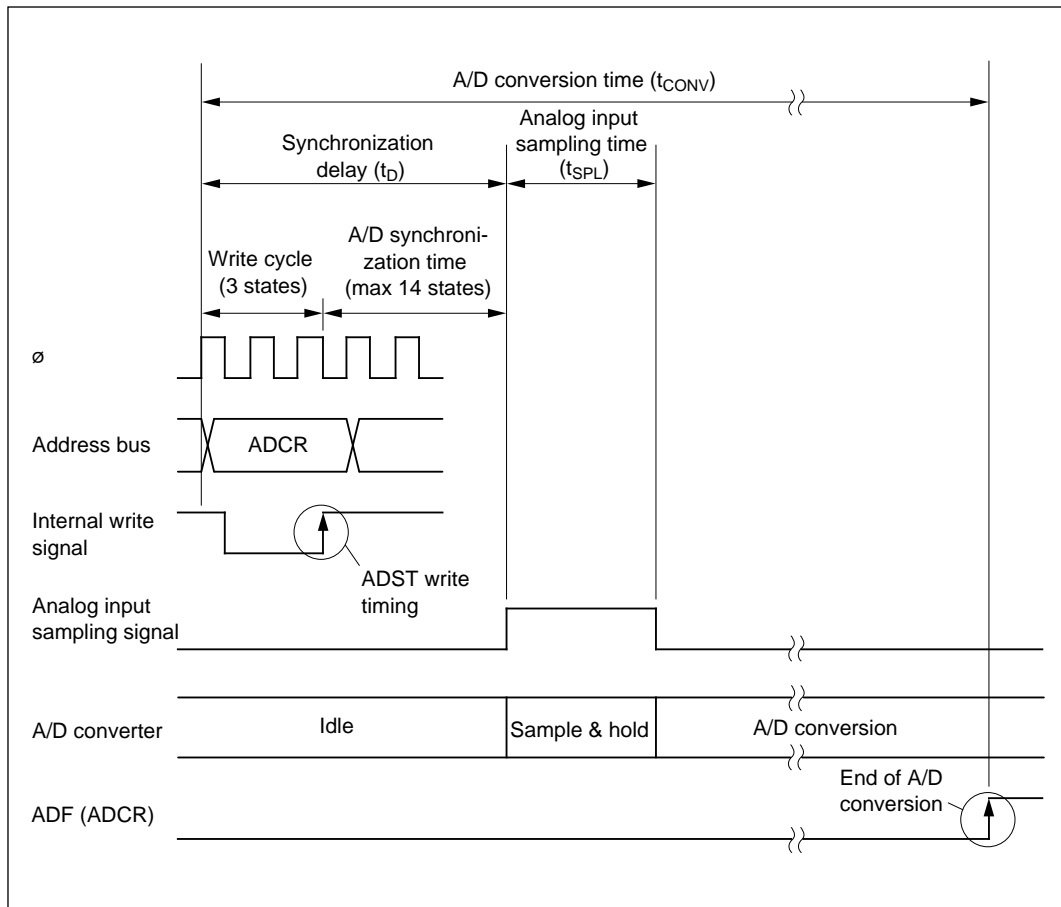 A/D conversion time (tCONV)
Analog input
sampling time
(tSPL)
Synchronization
delay (tD)
A/D synchroni-
zation time
(max 14 states)
Write cycle
(3 states)
ø
Address bus
ADCR
Internal write
signal
ADST write
timing
Analog input
sampling signal
A/D converter
Idle
Sample & hold
A/D conversion
End of A/D
conversion
ADF (ADCR)